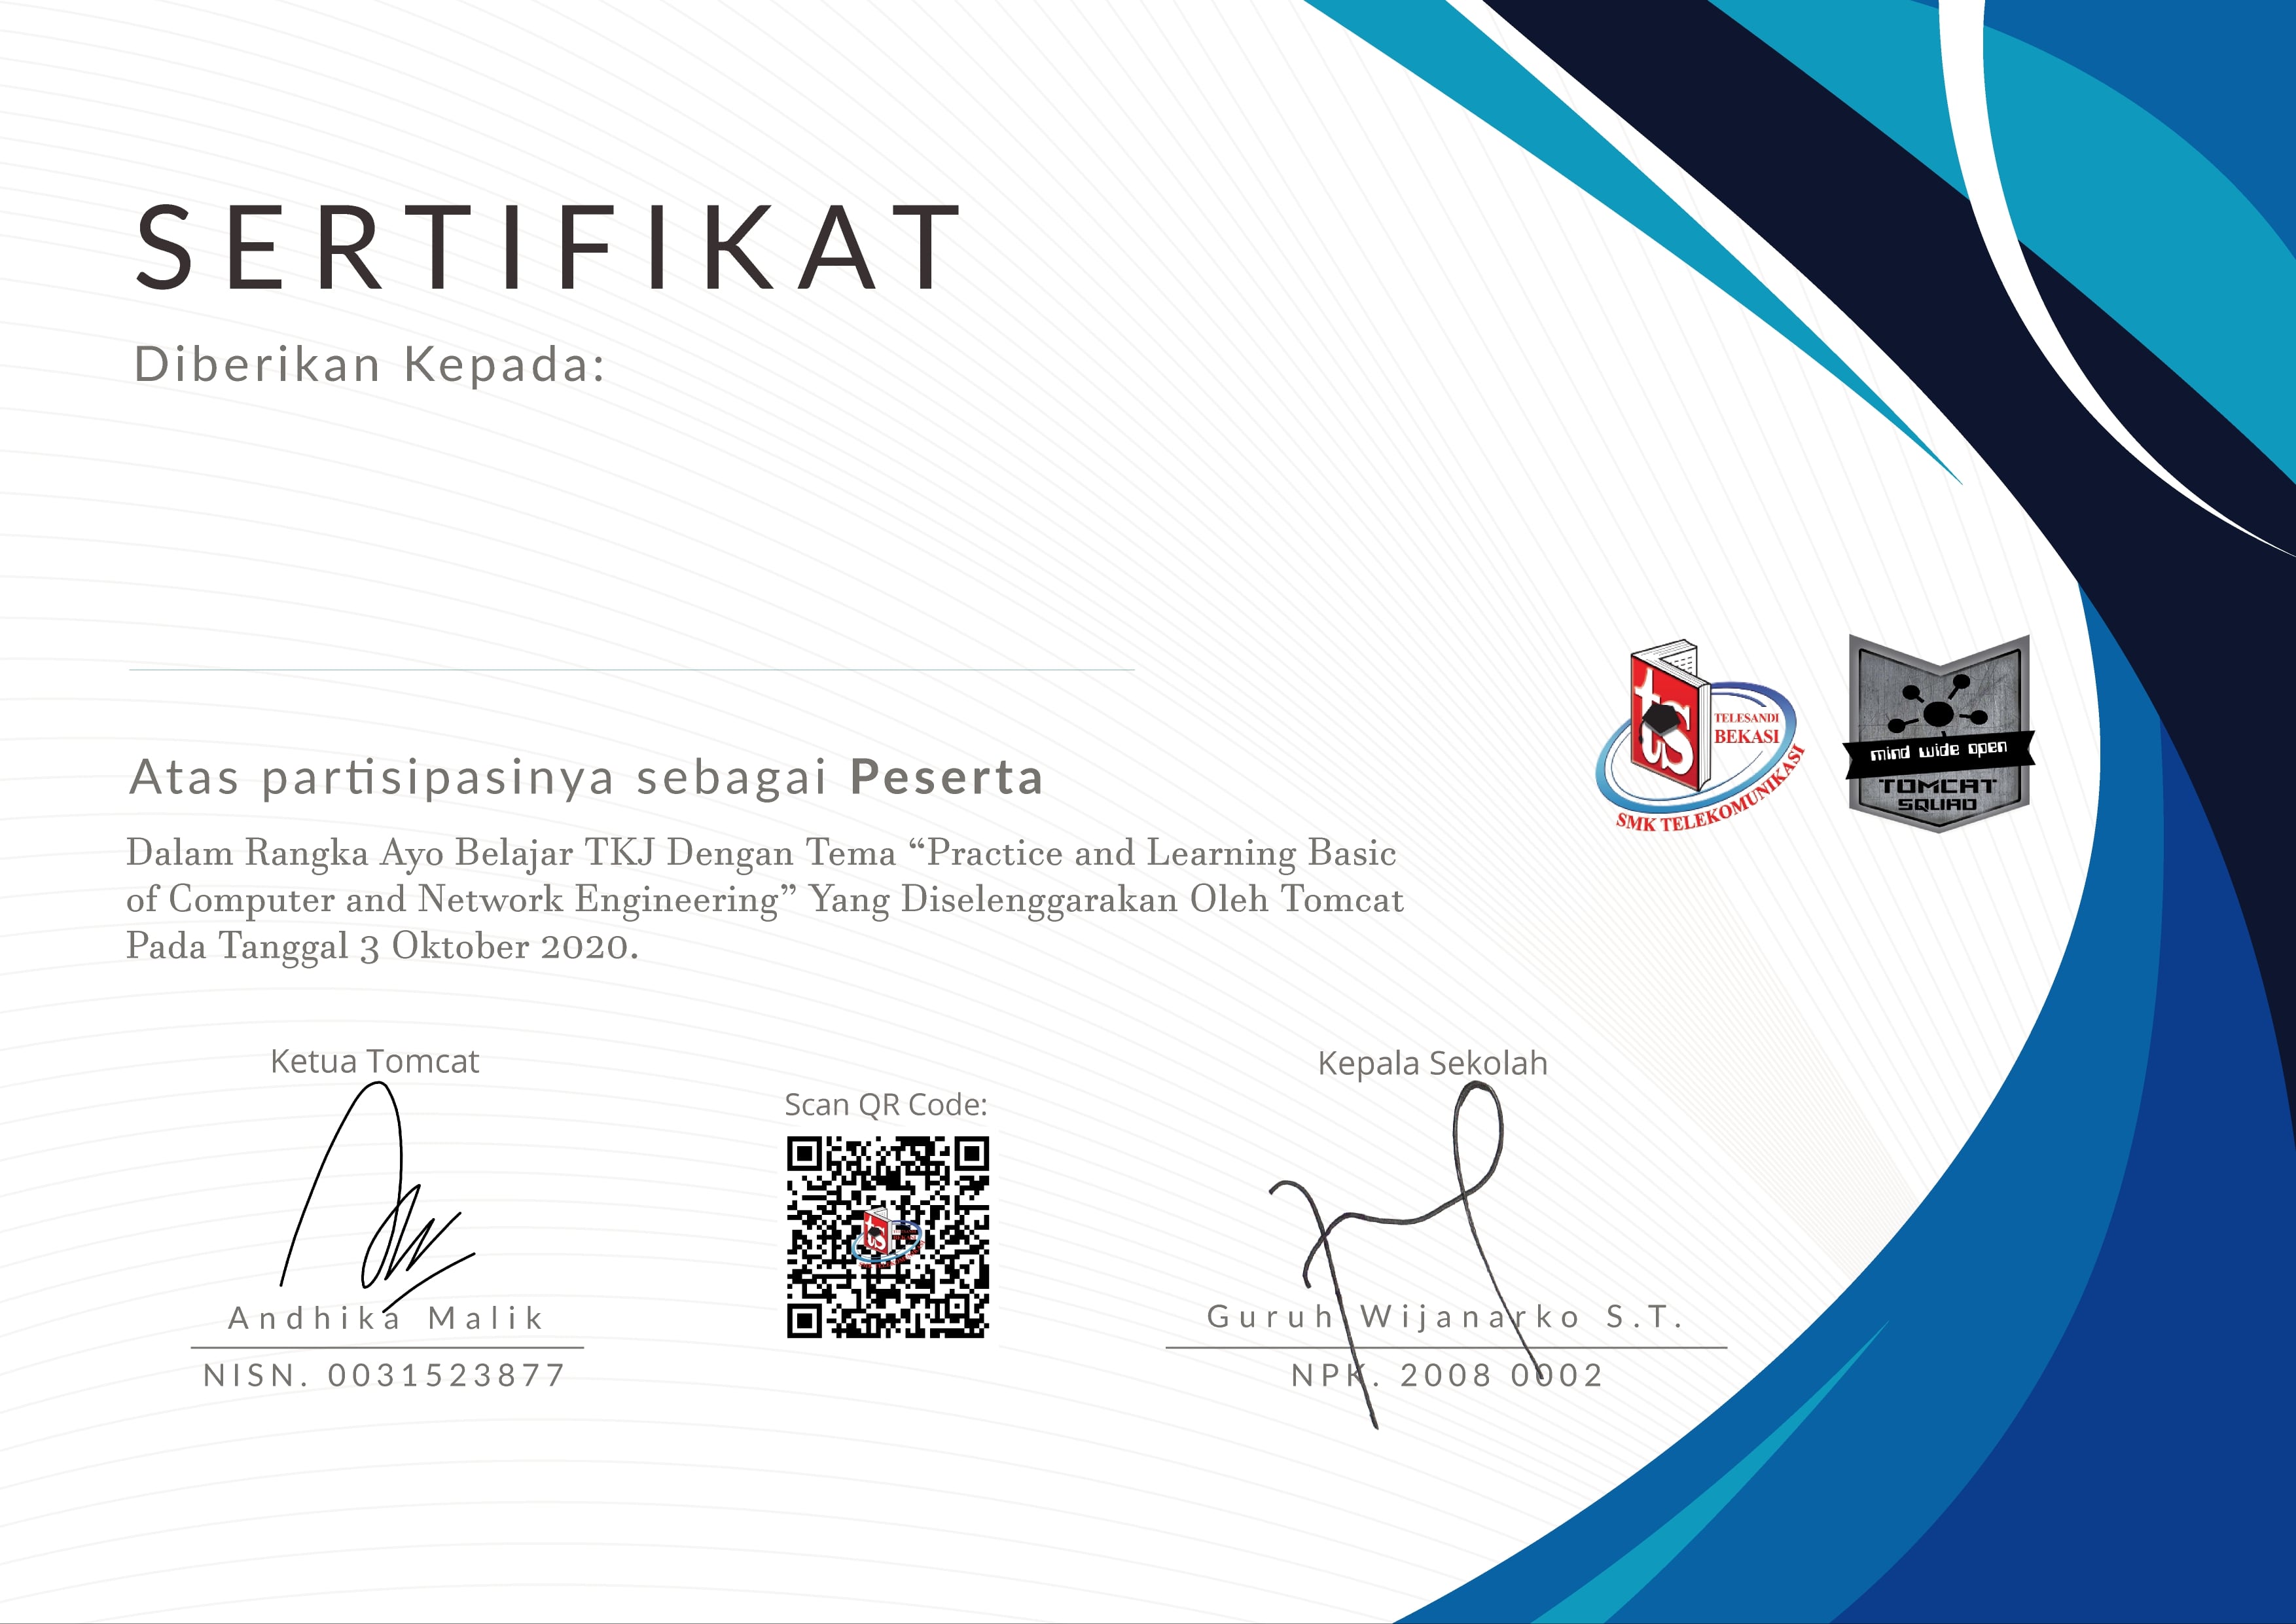 SERTIFIKAT
Diberikan Kepada:
TELESANDI
BEKASI
SMK TELEKOMUNIKASI
ts
mind wide open
TOMCAT
SQUAD
Atas partisipasinya sebagai Peserta
Dalam Rangka Ayo Belajar TKJ Dengan Tema “Practice and Learning Basic
of Computer and Network Engineering” Yang Diselenggarakan Oleh Tomcat
Pada Tanggal 3 Oktober 2020.
Ketua Tomcat
Scan QR Code:
Kepala Sekolah
Andhika Malik
Guruh Wijanarko S.T.
NISN. 0031523877
NPK. 2008 0002